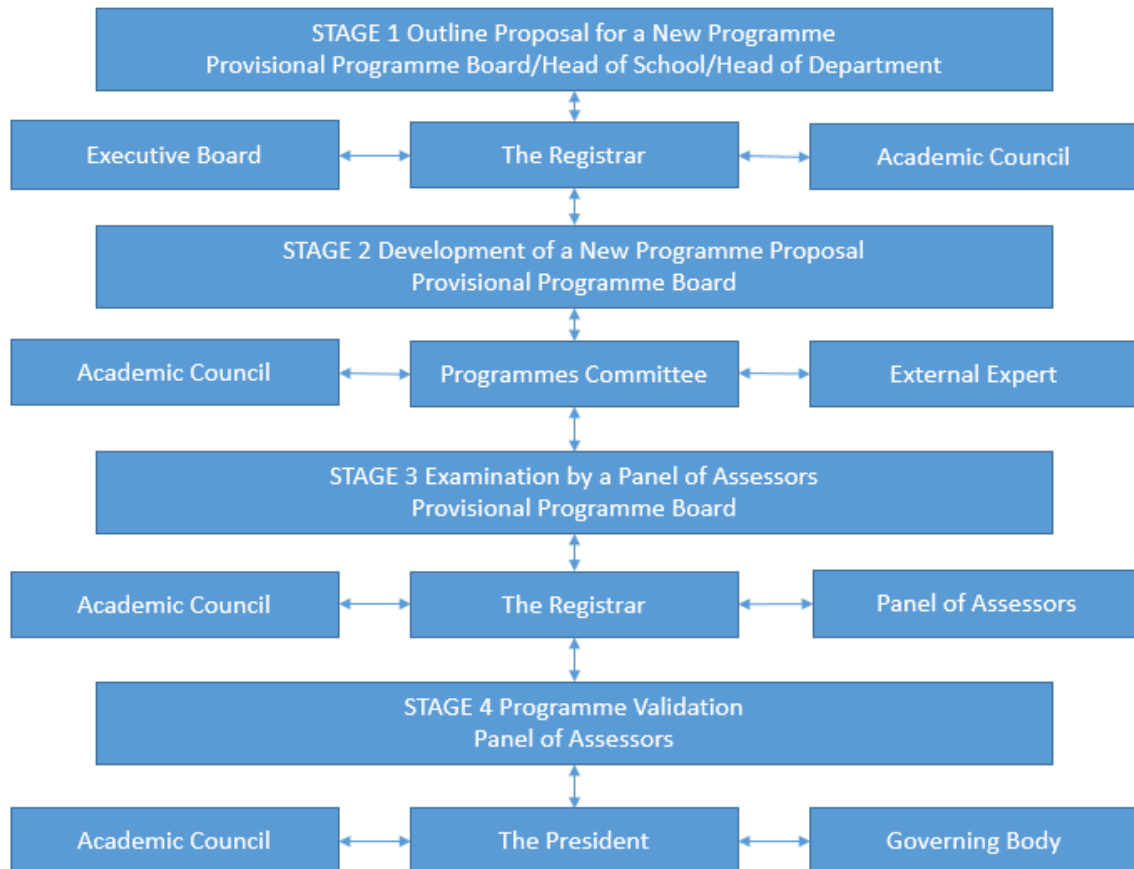 STAGE 1 Outline Proposal for a New Programme
Provisional Programme Board/Head of School/Head of Department
Executive Board
The Registrar
Academic Council
STAGE 2 Development of a New Programme Proposal
Provisional Programme Board
Academic Council
Programmes Committee
External Expert
STAGE 3 Examination by a Panel of Assessors
Provisional Programme Board
Academic Council
The Registrar
Panel of Assessors
STAGE 4 Programme Validation
Panel of Assessors
Academic Council
The President
Governing Body